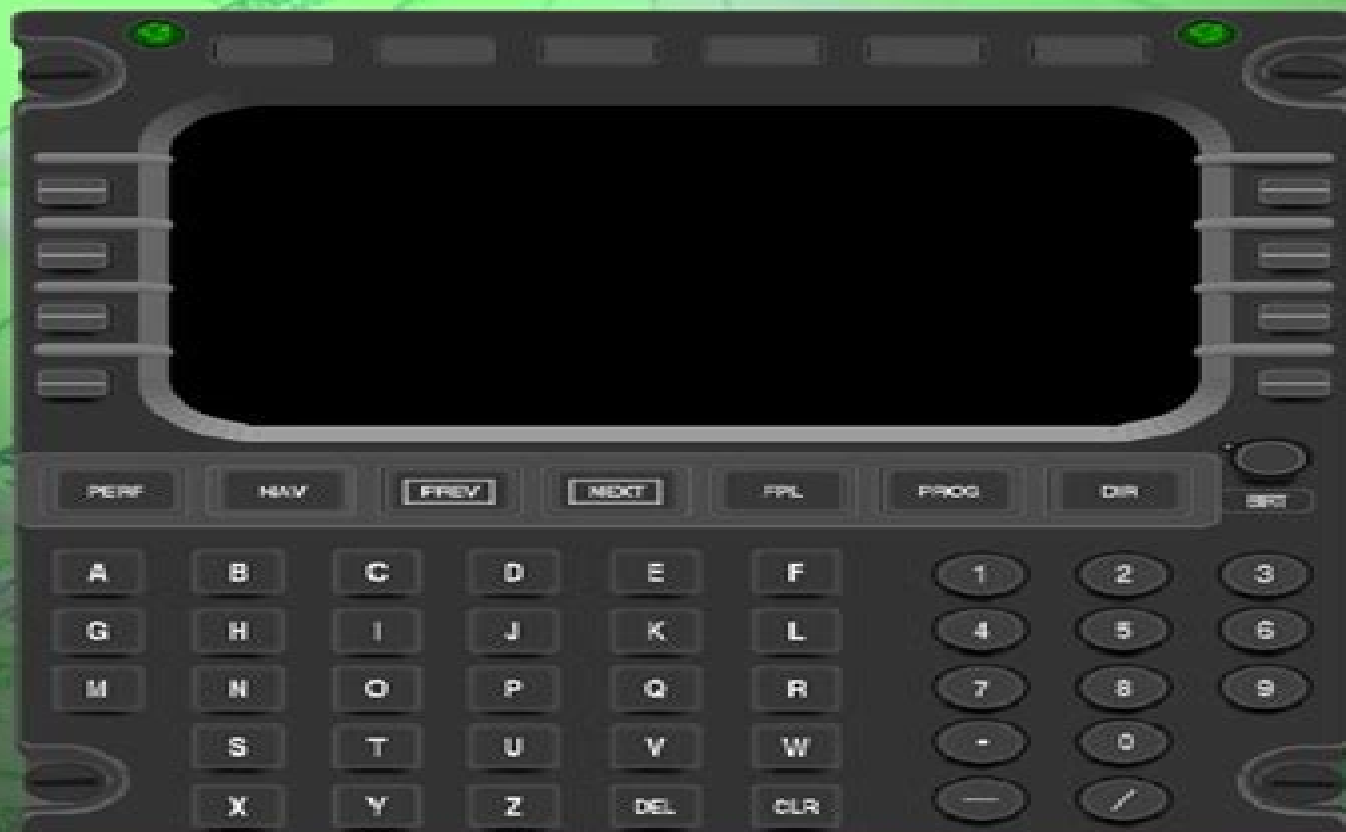 PERF NAV PREV NEXT FPL PROG DIR
BRT
A B C D E F 1 2 3
G H I J K L 4 5 6
M N O P Q R 7 8 9
S T U V W · 0
X Y Z DEL CLR — /